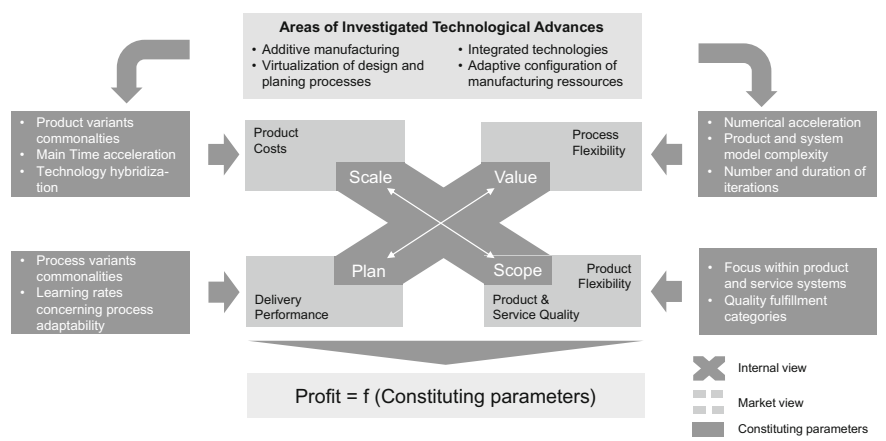 Areas of Investigated Technological Advances
• Additive manufacturing
• Virtualization of design and
planing processes
• Integrated technologies
• Adaptive configuration of
manufacturing ressources
• Product variants
commonalties
• Main Time acceleration
• Technology hybridiza-
tion
Product
Costs
Process
Flexibility
• Numerical acceleration
• Product and system
model complexity
• Number and duration of
iterations
Scale
Value
• Process variants
commonalities
• Learning rates
concerning process
adaptability
Plan
Scope
Delivery
Performance
Product
Flexibility
Product &
Service Quality
• Focus within product
and service systems
• Quality fulfillment
categories
Profit = f (Constituting parameters)
Internal view
Market view
Constituting parameters